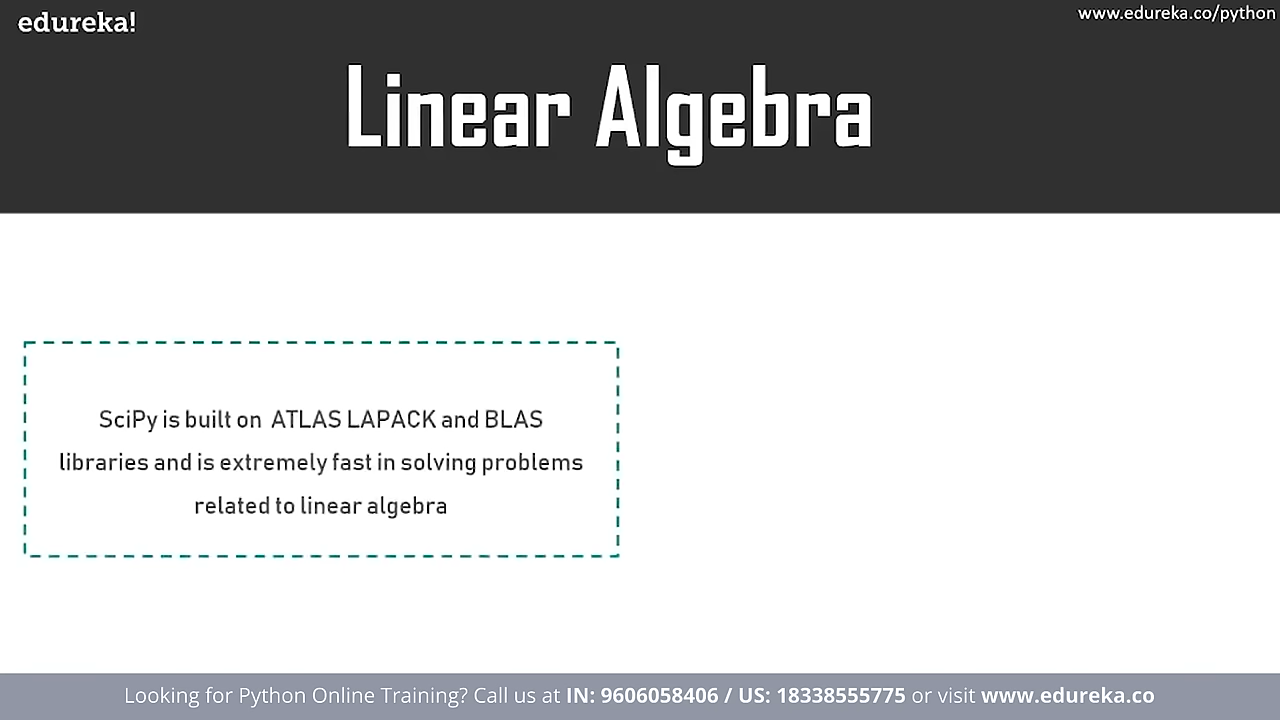 edureka!
www.edureka.co/python
Linear Algebra
SciPy is built on ATLAS LAPACK and BLAS
libraries and is extremely fast in solving problems
related to linear algebra
Looking for Python Online Training? Call us at IN: 9606058406 / US: 18338555775 or visit www.edureka.co